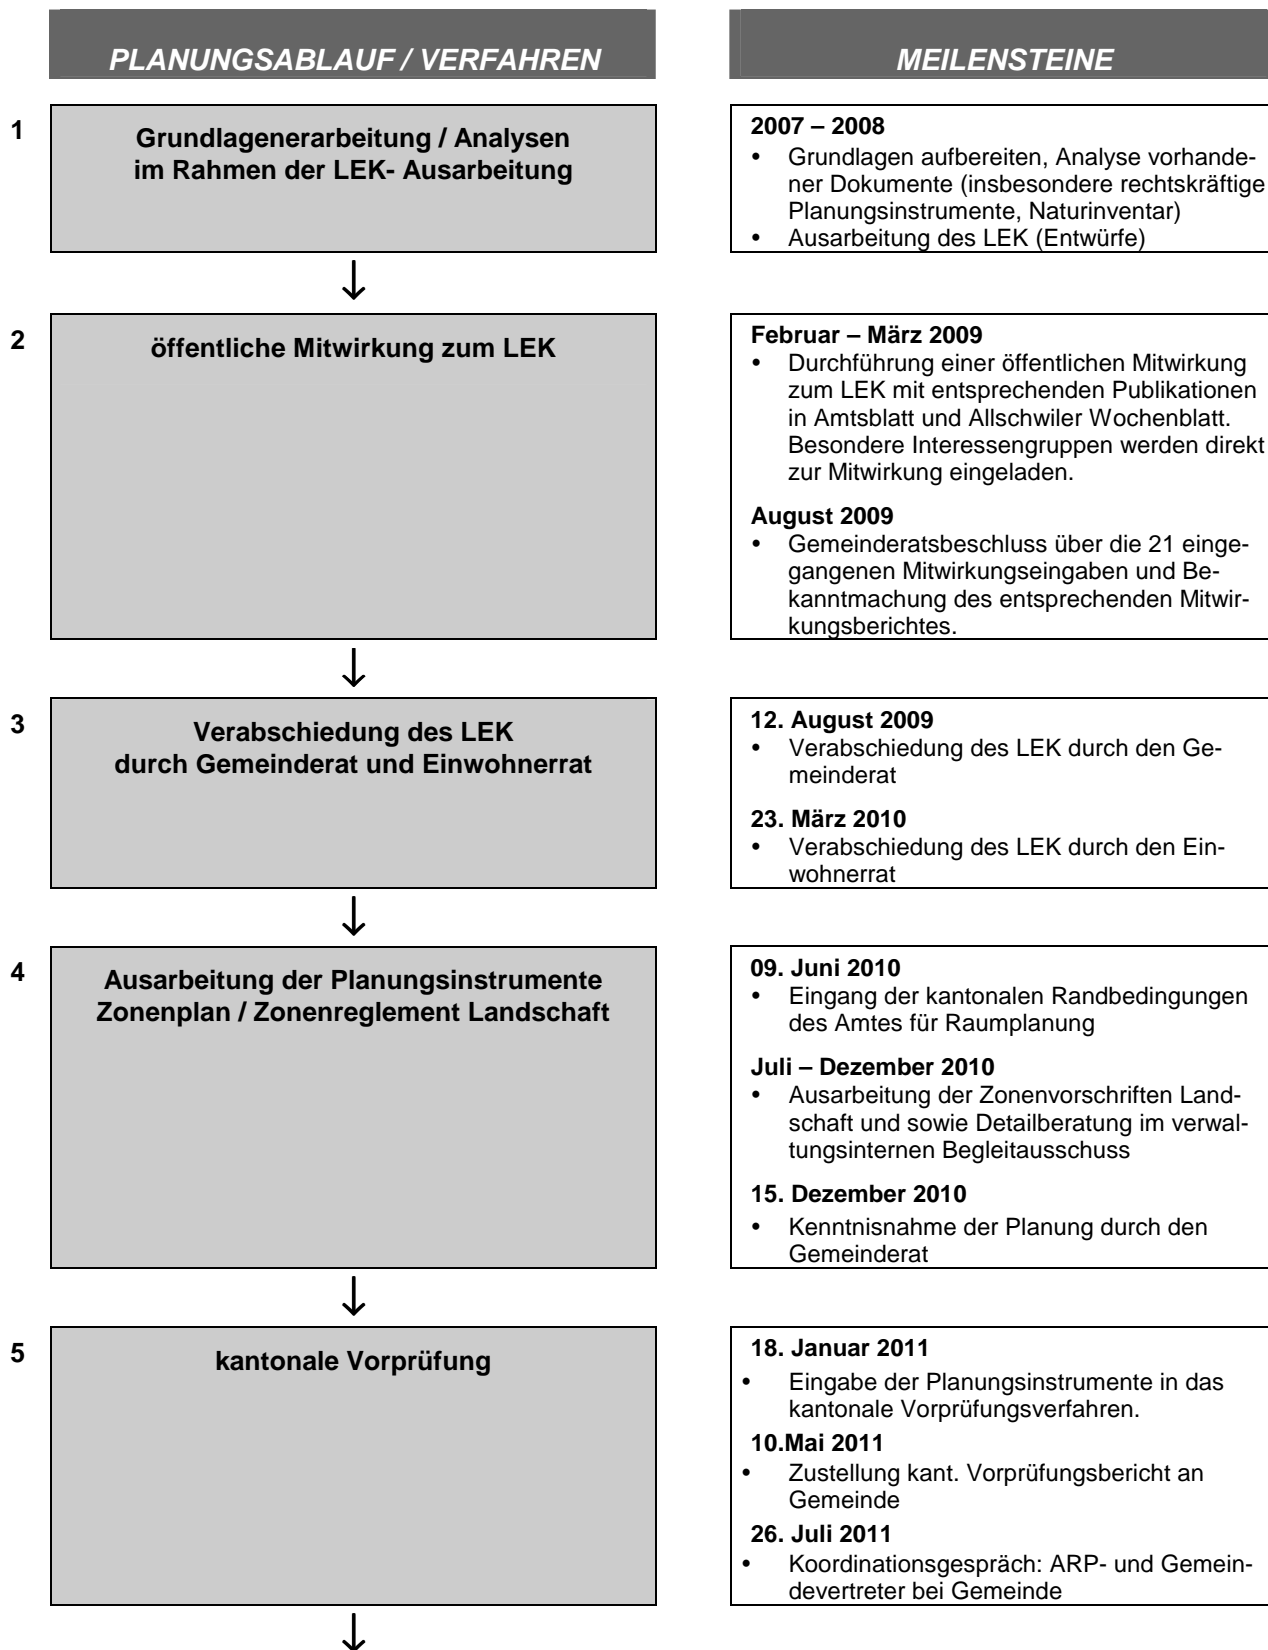 PLANUNGSABLAUF / VERFAHREN
MEILENSTEINE
1
Grundlagenerarbeitung / Analysen
im Rahmen der LEK- Ausarbeitung
2007 – 2008
• Grundlagen aufbereiten, Analyse vorhande-
ner Dokumente (insbesondere rechtskräftige
Planungsinstrumente, Naturinventar)
• Ausarbeitung des LEK (Entwürfe)
↓
2
öffentliche Mitwirkung zum LEK
Februar – März 2009
• Durchführung einer öffentlichen Mitwirkung
zum LEK mit entsprechenden Publikationen
in Amtsblatt und Allschwiler Wochenblatt.
Besondere Interessengruppen werden direkt
zur Mitwirkung eingeladen.
August 2009
• Gemeinderatsbeschluss über die 21 einge-
gangenen Mitwirkungseingaben und Be-
kanntmachung des entsprechenden Mitwir-
kungsberichtes.
↓
3
Verabschiedung des LEK
durch Gemeinderat und Einwohnerrat
12. August 2009
• Verabschiedung des LEK durch den Ge-
meinderat
23. März 2010
• Verabschiedung des LEK durch den Ein-
wohnerrat
↓
4
Ausarbeitung der Planungsinstrumente
Zonenplan / Zonenreglement Landschaft
09. Juni 2010
• Eingang der kantonalen Randbedingungen
des Amtes für Raumplanung
Juli – Dezember 2010
• Ausarbeitung der Zonenvorschriften Land-
schaft und sowie Detailberatung im verwal-
tungsinternen Begleitausschuss
15. Dezember 2010
• Kenntnisnahme der Planung durch den
Gemeinderat
↓
5
kantonale Vorprüfung
18. Januar 2011
• Eingabe der Planungsinstrumente in das
kantonale Vorprüfungsverfahren.
10.Mai 2011
• Zustellung kant. Vorprüfungsbericht an
Gemeinde
26. Juli 2011
• Koordinationsgespräch: ARP- und Gemein-
devertreter bei Gemeinde
↓